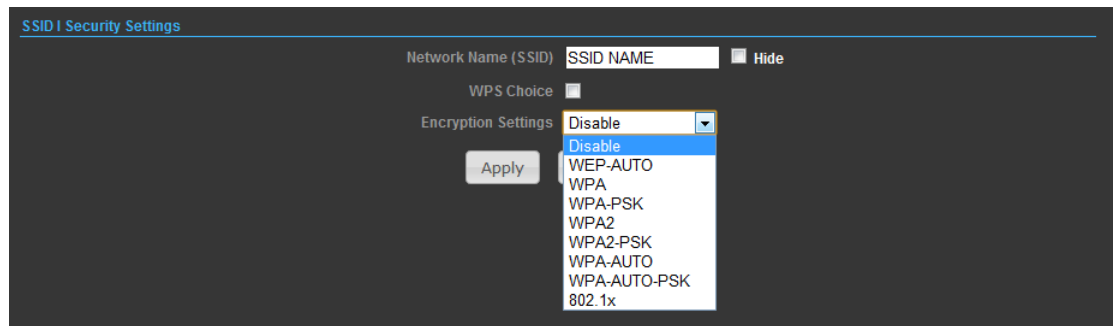 SSID I Security Settings
Network Name (SSID) SSID NAME Hide
WPS Choice
Encryption Settings Disable
Disable
WEP-AUTO
Apply
WPA
WPA-PSK
WPA2
WPA2-PSK
WPA-AUTO
WPA-AUTO-PSK
802.1x